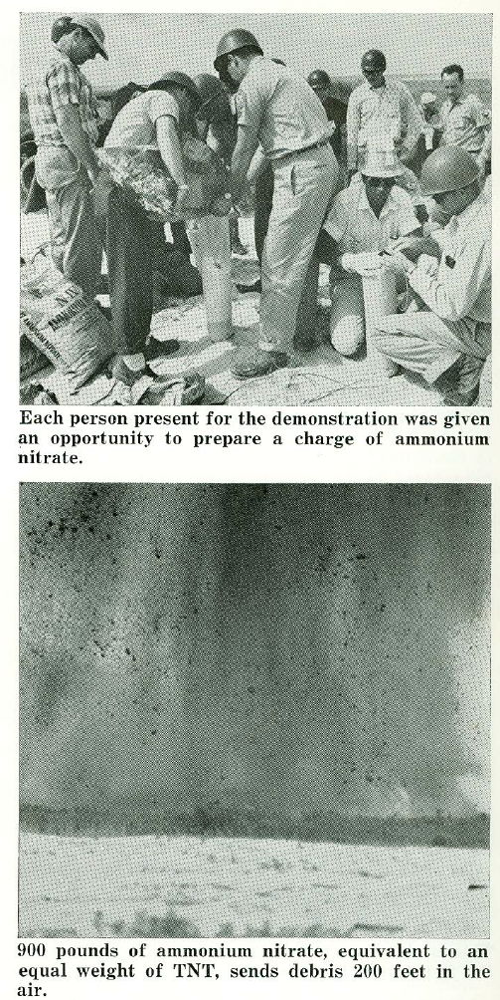 AMMONIUM
Each person present for the demonstration was given
an opportunity to prepare a charge of ammonium
nitrate.
900 pounds of ammonium nitrate, equivalent to an
equal weight of TNT, sends debris 200 feet in the
air.